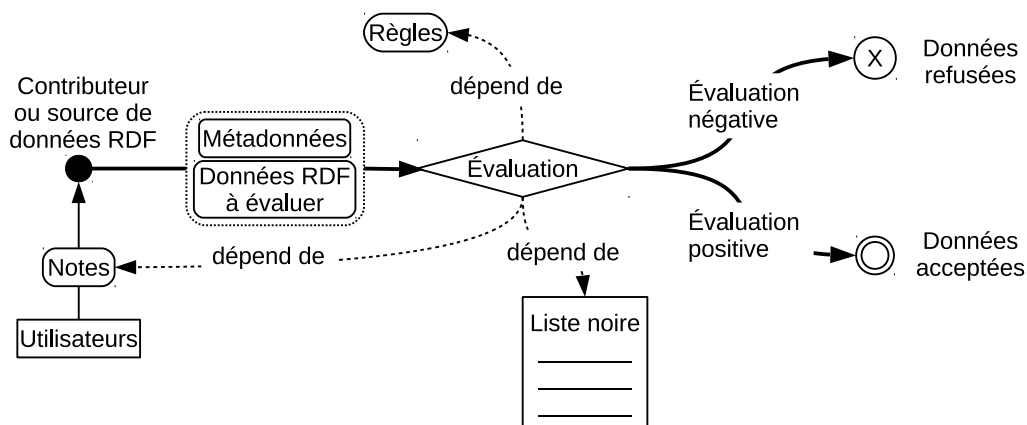 Règles
X
Données
refusées
dépend de
Contributeur
ou source de
données RDF
Évaluation
négative
Métadonnées
Données RDF
à évaluer
Évaluation
Évaluation
positive
Données
acceptées
dépend de
dépend de
Notes
Liste noire
Utilisateurs